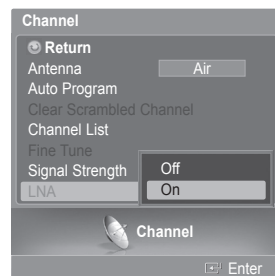 Channel
Return
Antenna Air
Auto Program
Clear Scrambled Channel
Channel List
Fine Tune
Signal Strength Off
LNA On
Channel
Enter